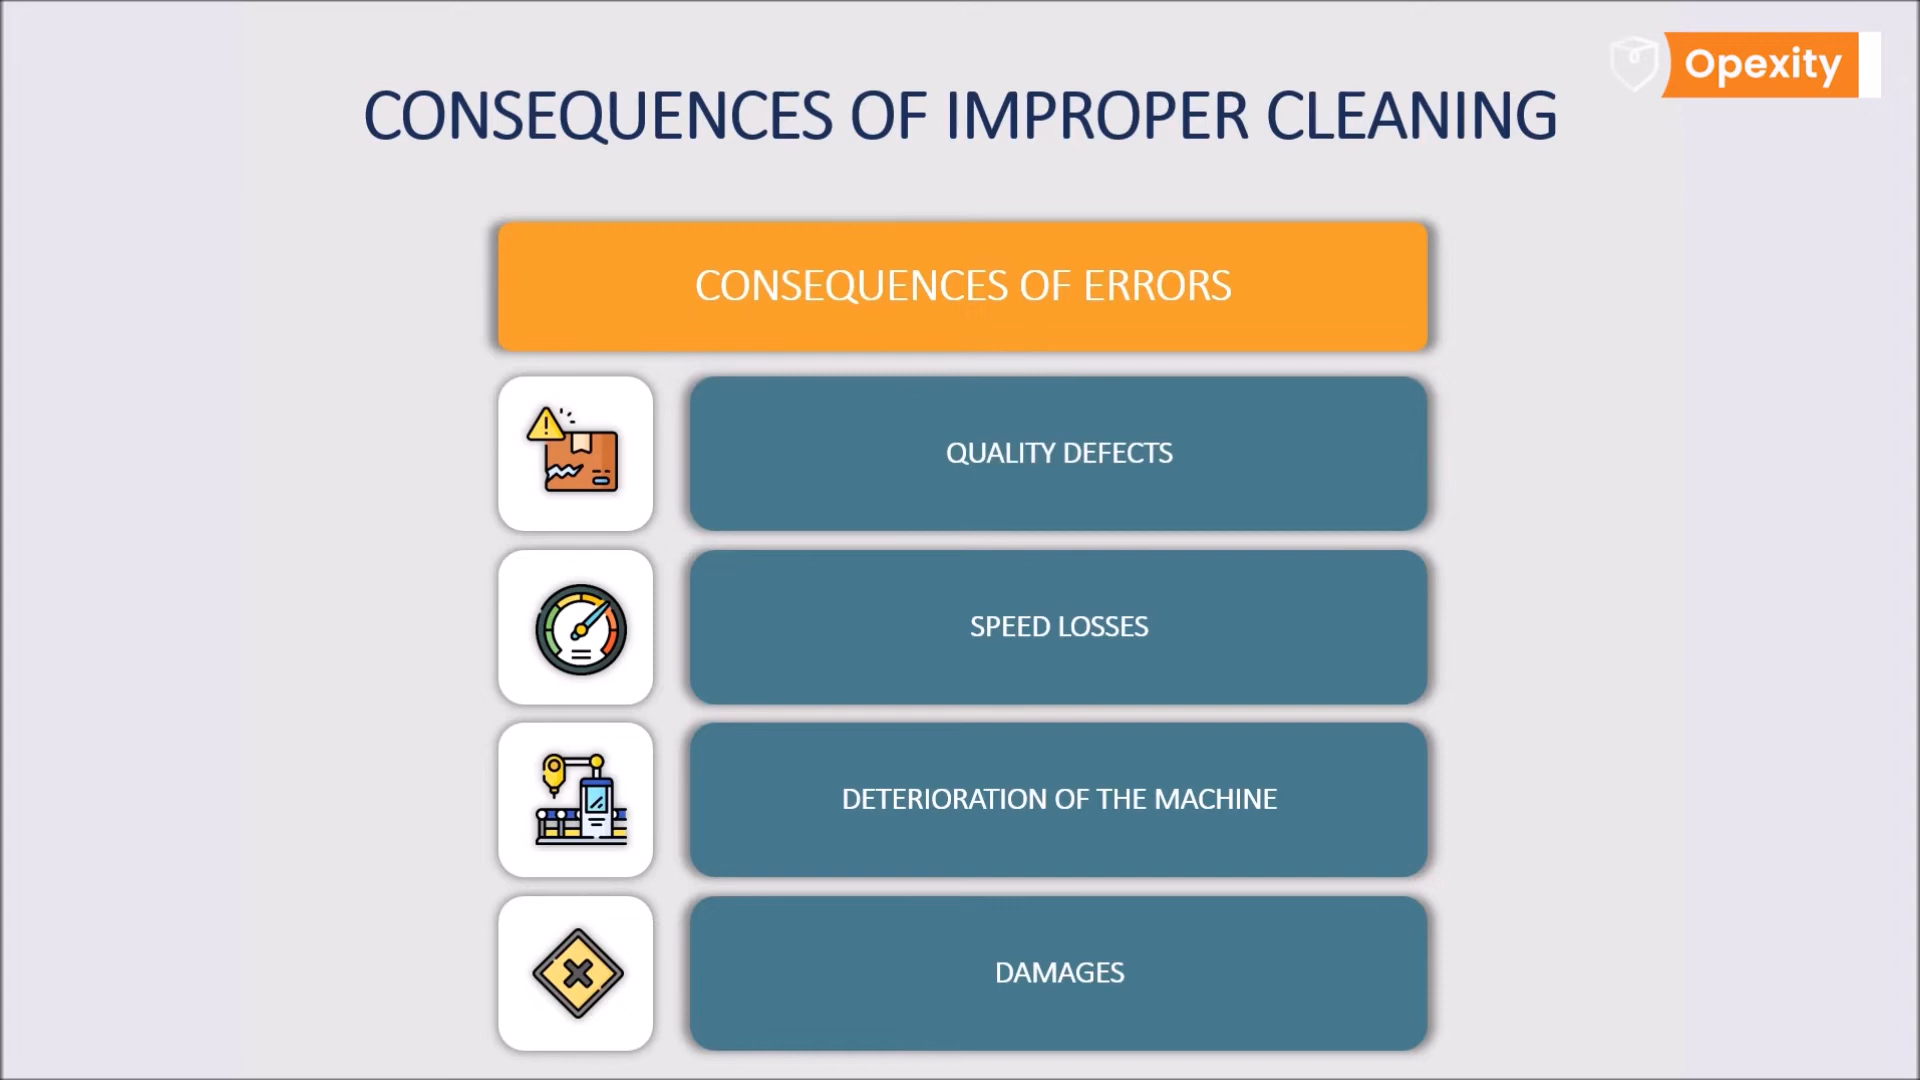 Opexity
CONSEQUENCES OF IMPROPER CLEANING
CONSEQUENCES OF ERRORS
QUALITY DEFECTS
SPEED LOSSES
DETERIORATION OF THE MACHINE
DAMAGES